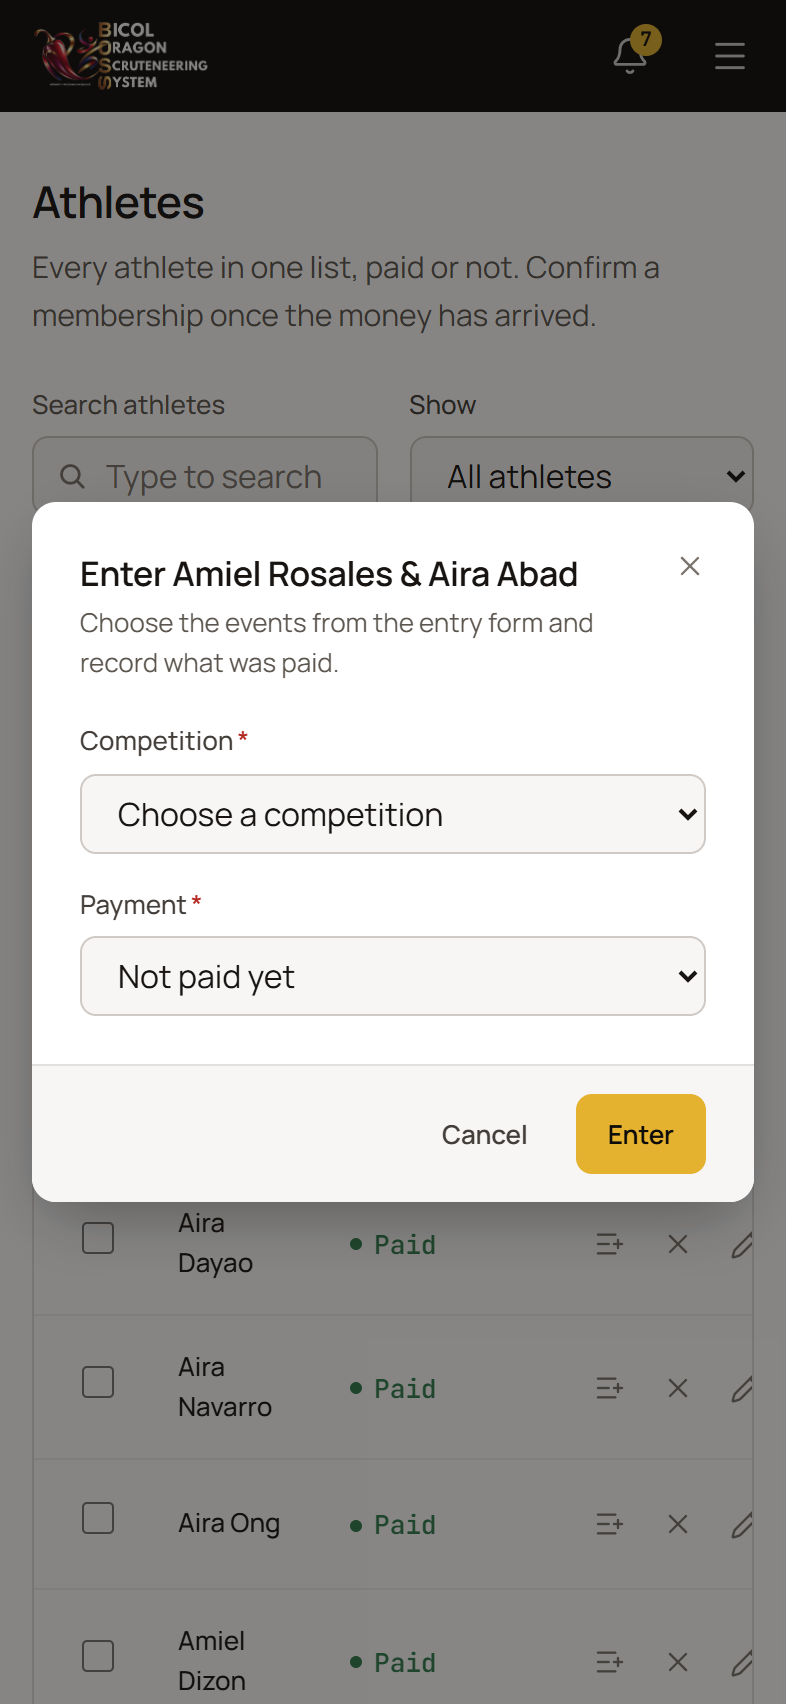 BICOL
DRAGON
SCRUTENEERING
SYSTEM
7
Athletes
Every athlete in one list, paid or not. Confirm a
membership once the money has arrived.
Search athletes
Show
Type to search
All athletes
Enter Amiel Rosales & Aira Abad
Choose the events from the entry form and
record what was paid.
Competition *
Choose a competition
Payment *
Not paid yet
Cancel
Enter
Aira
Dayao
Paid
Aira
Navarro
Paid
Aira Ong
Paid
Amiel
Dizon
Paid